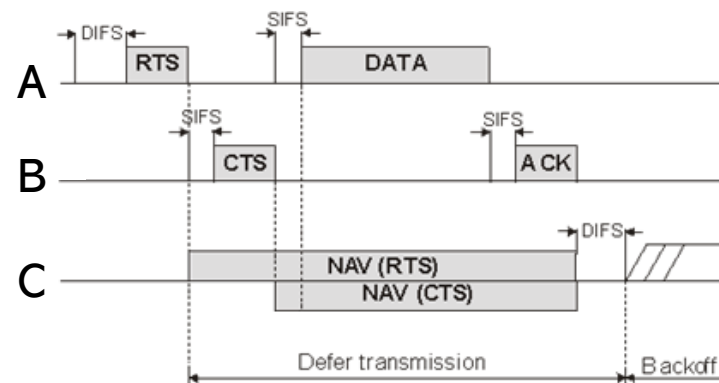 SIFS
DIFS
A RTS DATA
SIFS SIFS
B CTS ACK
DIFS
C NAV (RTS)
NAV (CTS)
Defer transmission Backoff